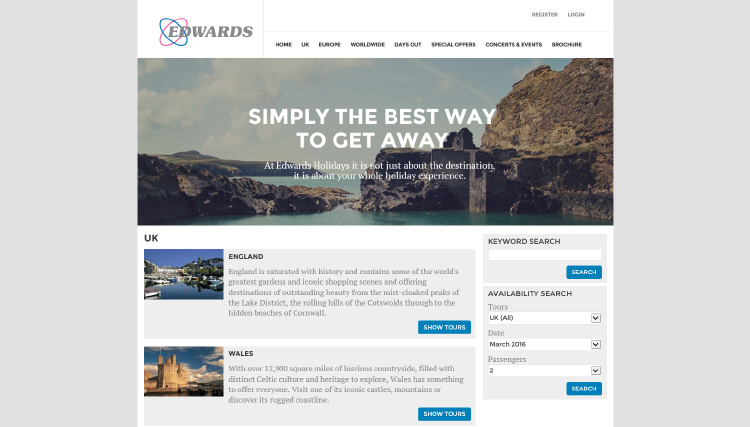 REGISTER LOGIN
EDWARDS
HOME UK EUROPE WORLDWIDE DAYS OUT SPECIAL OFFERS CONCERTS & EVENTS BROCHURE
SIMPLY THE BEST WAY
TO GET AWAY
At Edwards Holidays it is not just about the destination,
it is about your whole holiday experience.
UK
ENGLAND
England is saturated with history and contains some of the world's
greatest gardens and iconic shopping scenes and offering
destinations of outstanding beauty from the mist-cloaked peaks of
the Lake District, the rolling hills of the Cotswolds through to the
hidden beaches of Cornwall.
SHOW TOURS
WALES
With over 12,900 square miles of luscious countryside, filled with
distinct Celtic culture and heritage to explore, Wales has something
to offer everyone. Visit one of its iconic castles, mountains or
discover its rugged coastline.
SHOW TOURS
KEYWORD SEARCH
SEARCH
AVAILABILITY SEARCH
Tours
UK (All)
Date
March 2016
Passengers
2
SEARCH